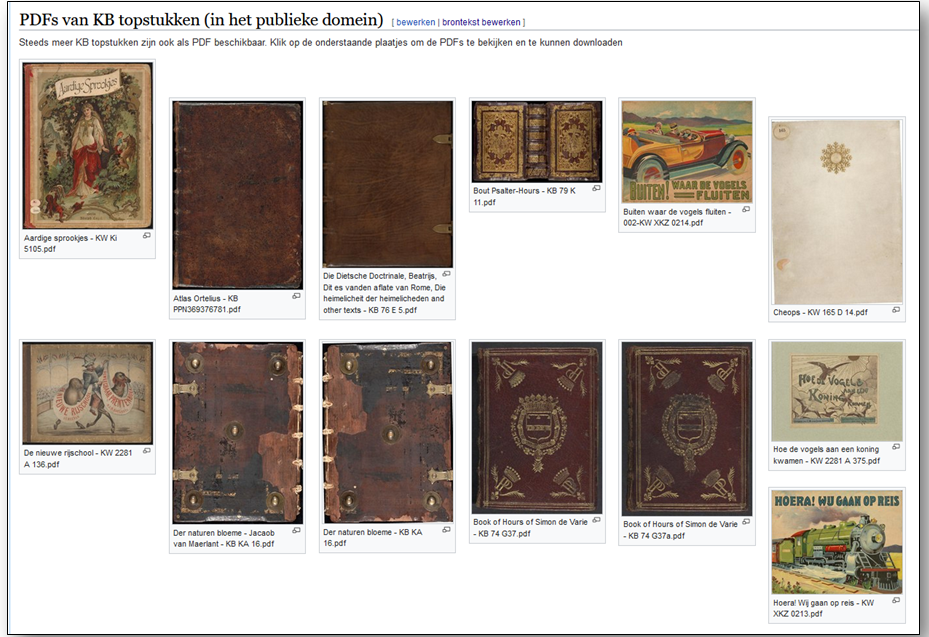 PDFs van KB topstukken (in het publieke domein) [ bewerken | brontekst bewerken ]
Steeds meer KB topstukken zijn ook als PDF beschikbaar. Klik op de onderstaande plaatjes om de PDFs te bekijken en te kunnen downloaden
Aardige Sprookjes
Aardige sprookjes - KW Ki
5105.pdf
Atlas Ortelius - KB
PPN369376781.pdf
Die Dietsche Doctrinale, Beatrijs,
Dit es vanden aflate van Rome, Die
heimelicheit der heimelicheden and
other texts - KB 76 E 5.pdf
Bout Psalter-Hours - KB 79 K
11.pdf
BUITEN! WAAR DE VOGELS
FLUITEN
Buiten waar de vogels fluiten -
002-KW XKZ 0214.pdf
Cheops - KW 165 D 14.pdf
De nieuwe rijschool - KW 2281
A 136.pdf
Der naturen bloeme - Jacaob
van Maerlant - KB KA 16.pdf
Der naturen bloeme - KB KA
16.pdf
Book of Hours of Simon de Varie
- KB 74 G37.pdf
Book of Hours of Simon de Varie
- KB 74 G37a.pdf
HOE DE VOGELS
AAN EEN
KONING
KWAMEN
Hoe de vogels aan een koning
kwamen - KW 2281 A 375.pdf
HOERA! WIJ GAAN OP REIS
Hoera! Wij gaan op reis - KW
XKZ 0213.pdf